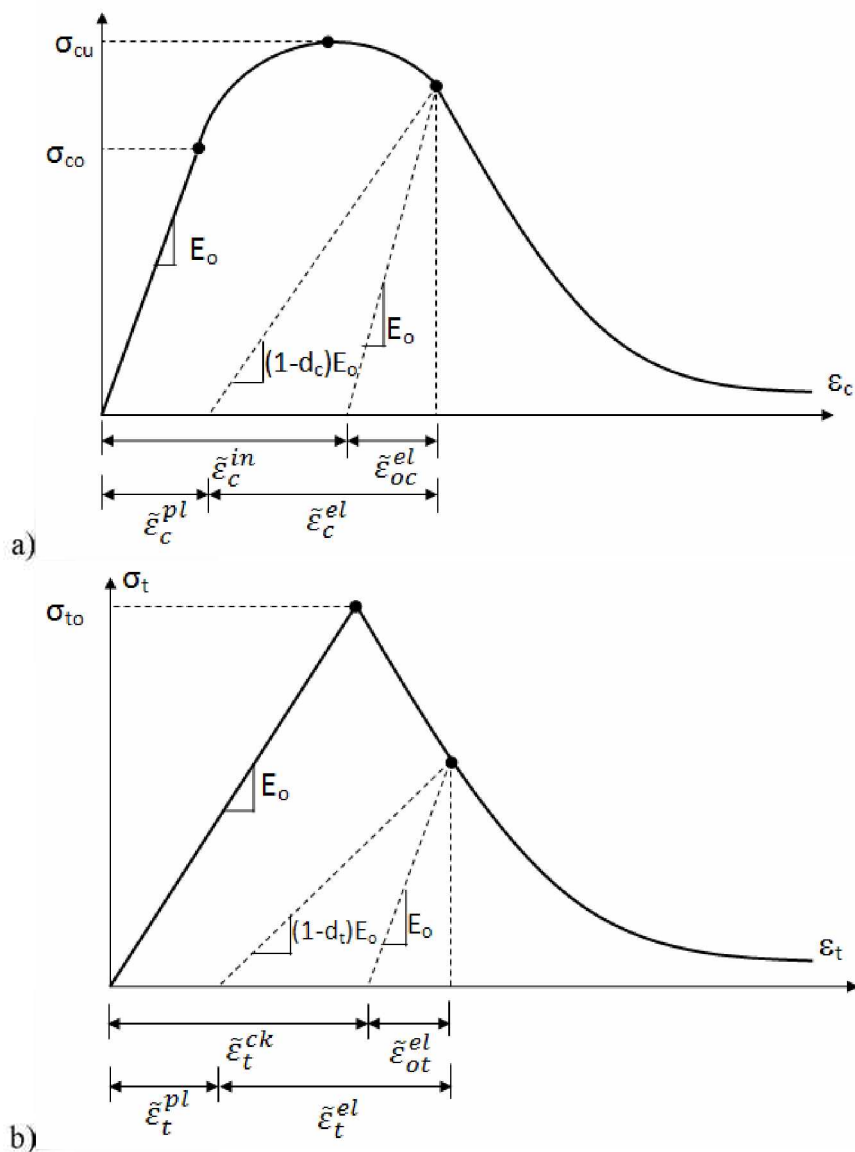 σcu
σco
Eo
Eo
(1-dc)Eo
εc
ε̃c^in ε̃oc^el
ε̃c^pl ε̃c^el
a)
σt
σto
Eo
(1-dt)Eo Eo
εt
ε̃t^ck ε̃ot^el
ε̃t^pl ε̃t^el
b)